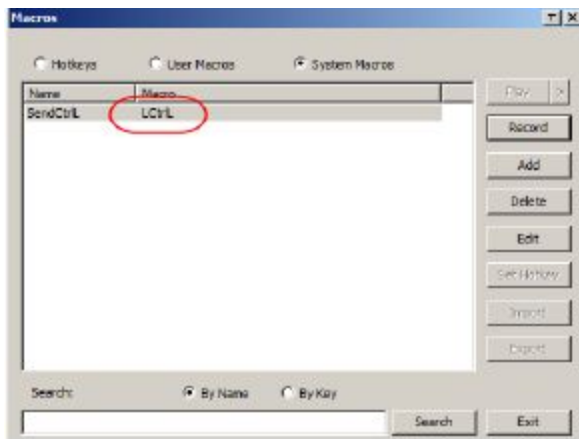 Macros
Hotkeys User Macros System Macros
Name Macro
SendCtrlL LCtrlL
Play >
Record
Add
Delete
Edit
Set Hotkey
Import
Export
Search: By Name By Key
Search Exit